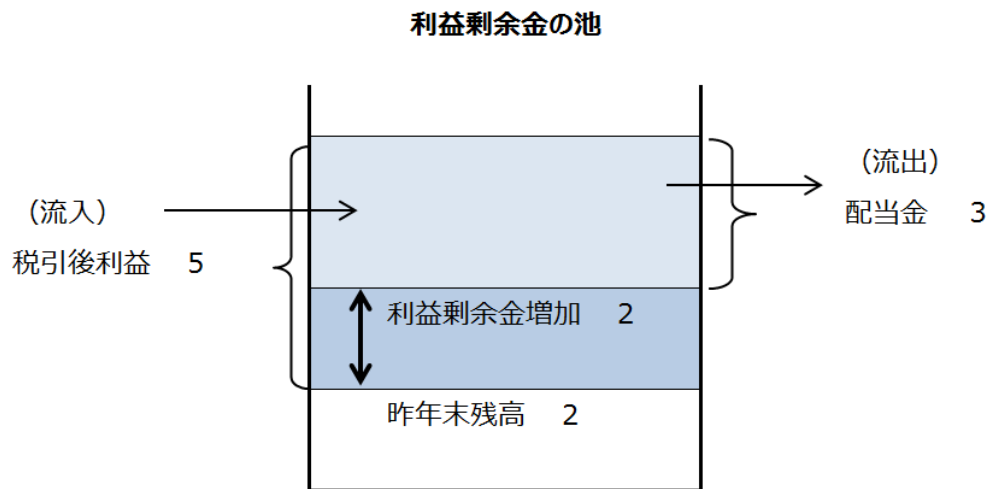 利益剰余金の池
（流入）
税引後利益　5
（流出）
配当金　3
利益剰余金増加　2
昨年末残高　2